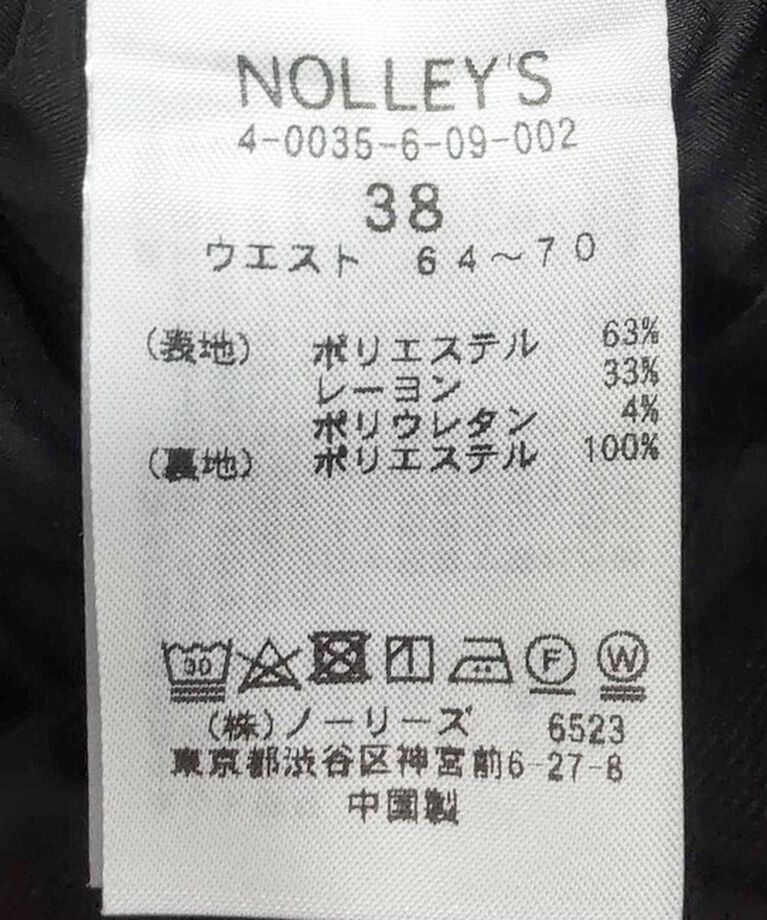 NOLLEY'S
4-0035-6-09-002
38
ウエスト 64～70
(表地) ポリエステル 63%
レーヨン 33%
ポリウレタン 4%
(裏地) ポリエステル 100%
30 F W
(株)ノーリーズ 6523
東京都渋谷区神宮前6-27-8
中国製